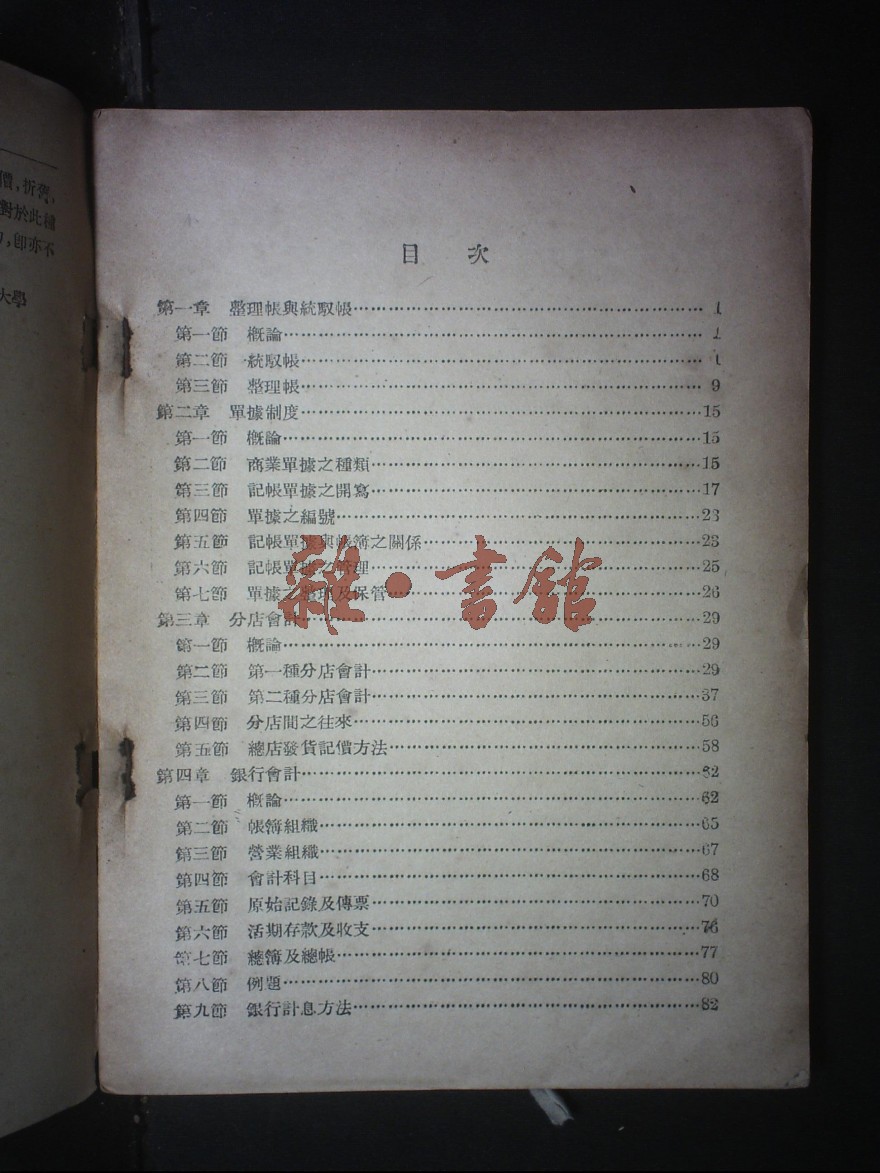 價，折舊，
對於此種
即亦不
大學
目 次
第一章 整理帳與統馭帳……1
第一節 概論……1
第二節 統馭帳……1
第三節 整理帳……9
第二章 單據制度……15
第一節 概論……15
第二節 商業單據之種類……15
第三節 記帳單據之開寫……17
第四節 單據之編號……23
第五節 記帳單據與帳簿之關係……23
第六節 記帳單據之管理……25
第七節 單據之整理及保管……26
第三章 分店會計……29
第一節 概論……29
第二節 第一種分店會計……29
第三節 第二種分店會計……37
第四節 分店間之往來……56
第五節 總店發貨記價方法……58
第四章 銀行會計……62
第一節 概論……62
第二節 帳簿組織……65
第三節 營業組織……67
第四節 會計科目……68
第五節 原始記錄及傳票……70
第六節 活期存款及收支……76
第七節 總簿及總帳……77
第八節 例題……80
第九節 銀行計息方法……82
雜·書館